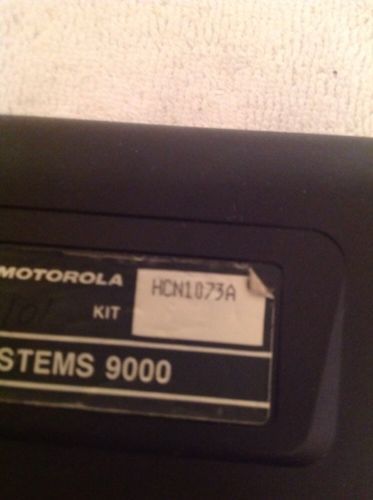 MOTOROLA
KIT HCN1073A
STEMS 9000